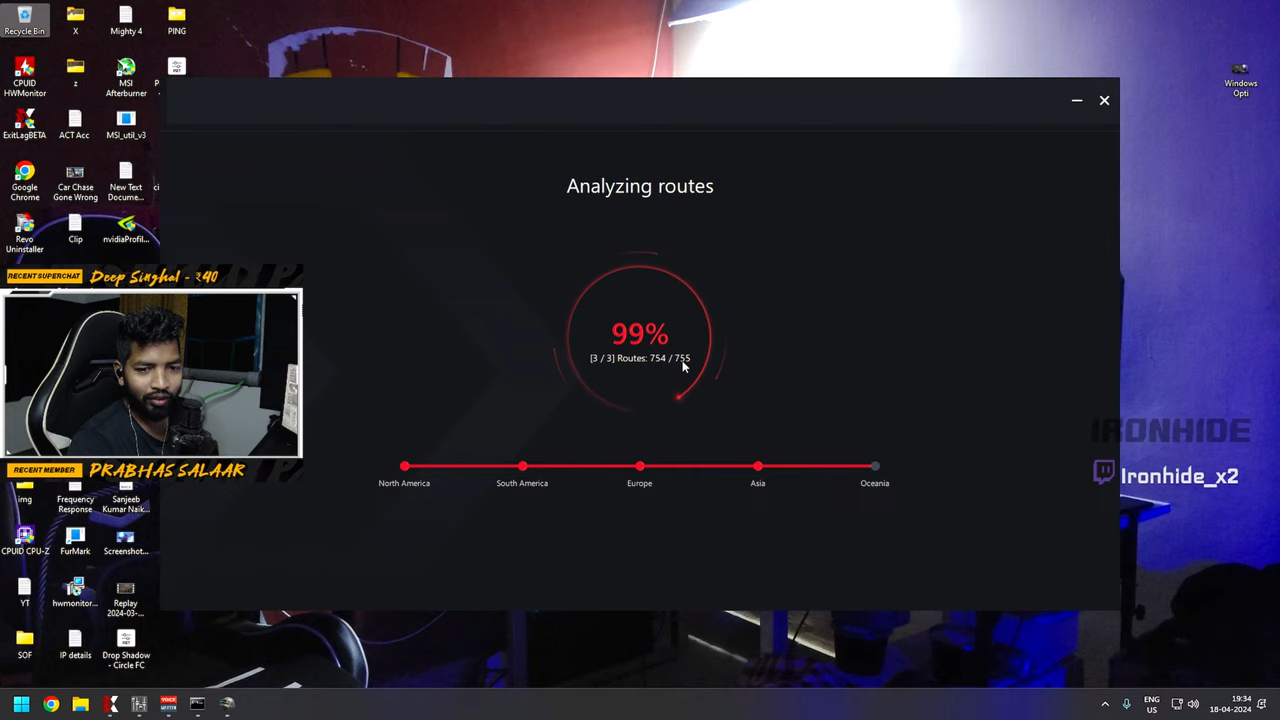 Recycle Bin
X
Mighty 4
PING
CPUID
HWMonitor
z
MSI
Afterburner
ExitLagBETA
ACT Acc
MSI_util_v3
Google
Chrome
Car Chase
Gone Wrong
New Text
Docume...
Revo
Uninstaller
Clip
nvidiaProfil...
Windows
Opti
Analyzing routes
99%
[3 / 3] Routes: 754 / 755
North America
South America
Europe
Asia
Oceania
RECENT SUPERCHAT
Deep Singhal - ₹40
RECENT MEMBER
PRABHAS SALAAR
IRONHIDE
Ironhide_x2
img
Frequency
Response
Sanjeeb
Kumar Naik...
CPUID CPU-Z
FurMark
Screenshot...
YT
hwmonitor...
Replay
2024-03-...
SOF
IP details
Drop Shadow
- Circle FC
ENG
US
19:34
18-04-2024